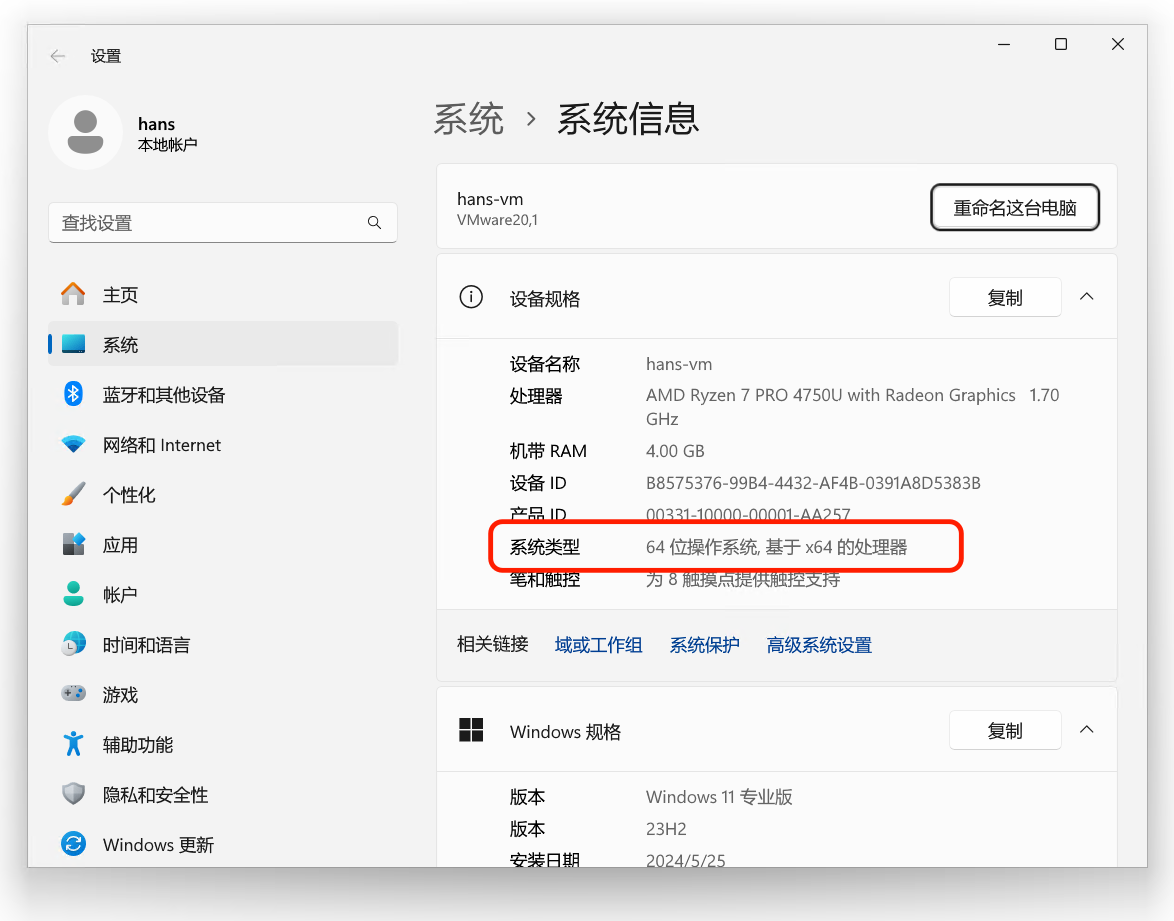 设置
hans
本地帐户
查找设置
主页
系统
蓝牙和其他设备
网络和 Internet
个性化
应用
帐户
时间和语言
游戏
辅助功能
隐私和安全性
Windows 更新
系统 › 系统信息
hans-vm
VMware20,1
重命名这台电脑
设备规格
复制
设备名称 hans-vm
处理器 AMD Ryzen 7 PRO 4750U with Radeon Graphics 1.70
GHz
机带 RAM 4.00 GB
设备 ID B8575376-99B4-4432-AF4B-0391A8D5383B
产品 ID 00331-10000-00001-AA257
系统类型 64 位操作系统, 基于 x64 的处理器
笔和触控 为 8 触摸点提供触控支持
相关链接 域或工作组 系统保护 高级系统设置
Windows 规格
复制
版本 Windows 11 专业版
版本 23H2
安装日期 2024/5/25